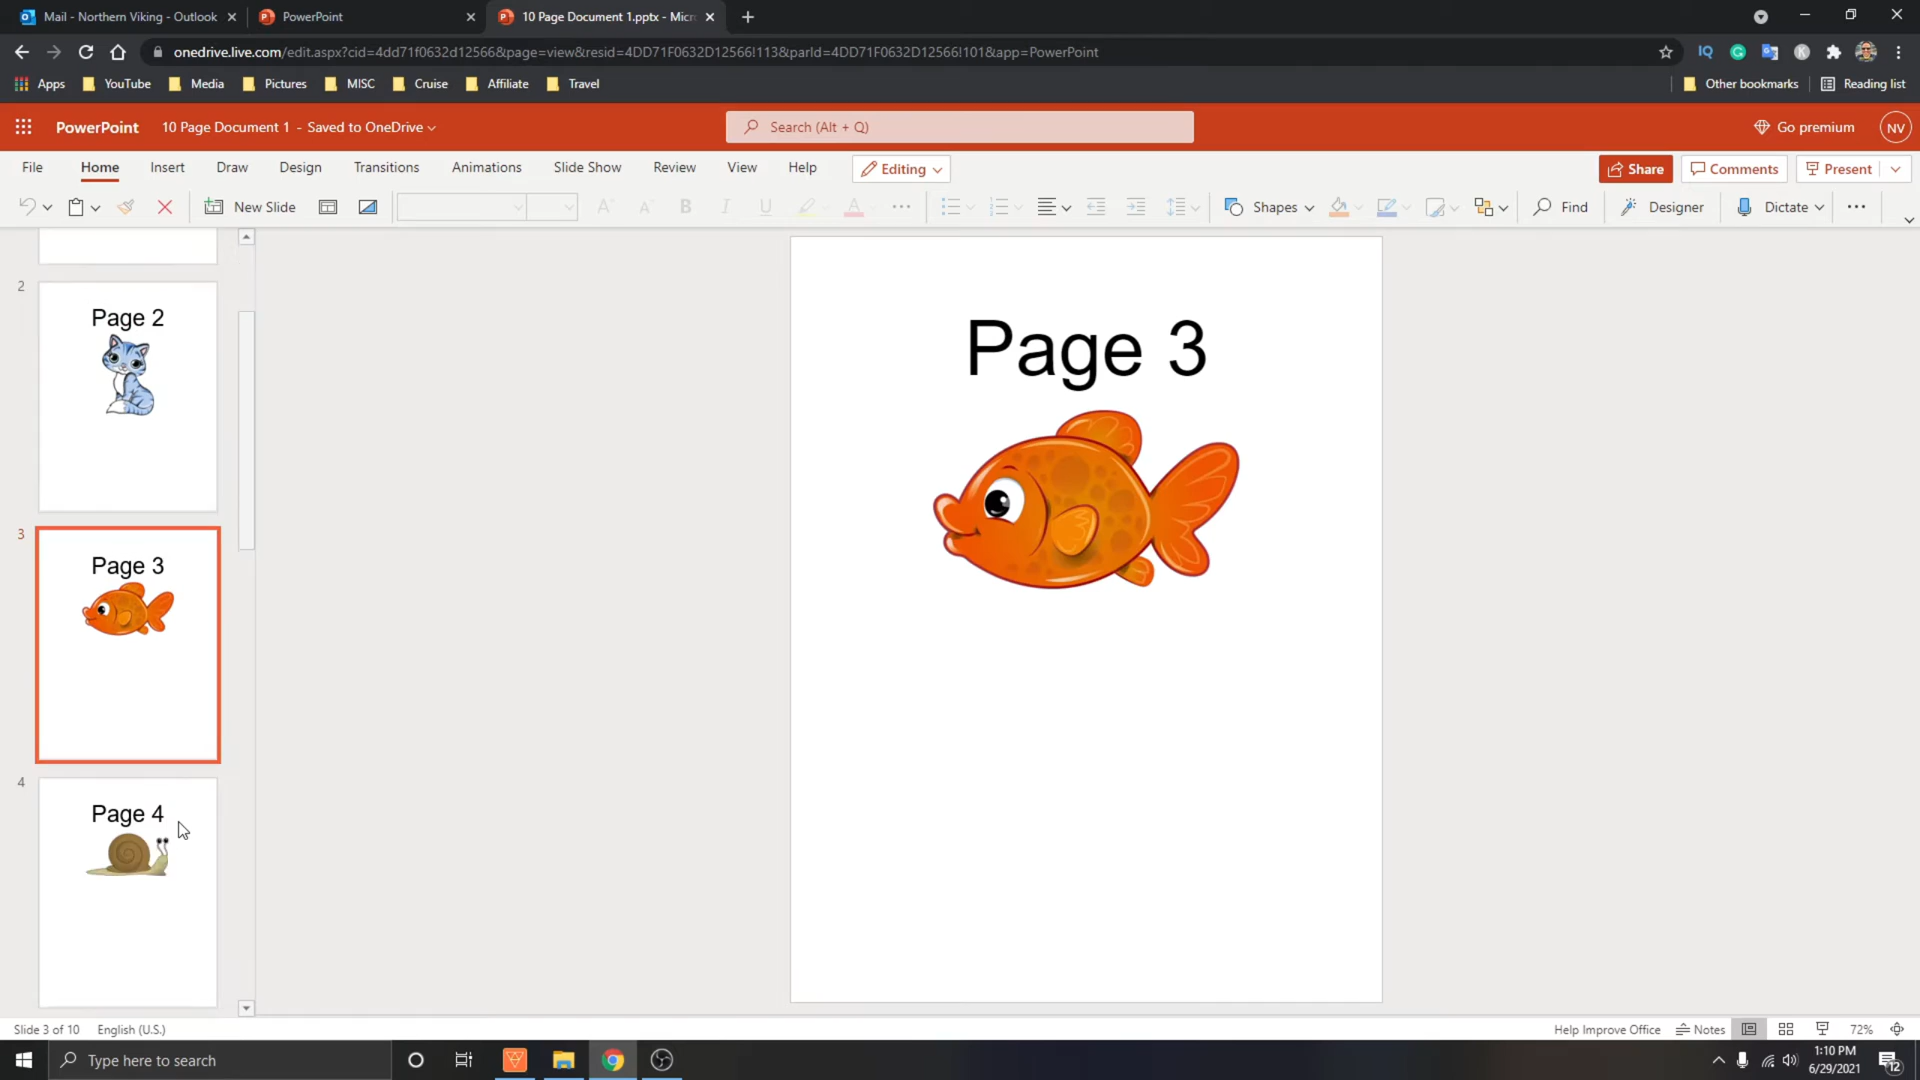 Mail - Northern Viking - Outlook
PowerPoint
10 Page Document 1.pptx - Micr
onedrive.live.com/edit.aspx?cid=4dd71f0632d12566&page=view&resid=4DD71F0632D12566!113&parId=4DD71F0632D12566!101&app=PowerPoint
Apps YouTube Media Pictures MISC Cruise Affiliate Travel Other bookmarks Reading list
PowerPoint 10 Page Document 1 - Saved to OneDrive Search (Alt + Q) Go premium NV
File Home Insert Draw Design Transitions Animations Slide Show Review View Help Editing Share Comments Present
New Slide B I U A Shapes Find Designer Dictate
2
Page 2
3
Page 3
4
Page 4
Page 3
Slide 3 of 10 English (U.S.) Help Improve Office Notes 72%
Type here to search
1:10 PM
6/29/2021
12